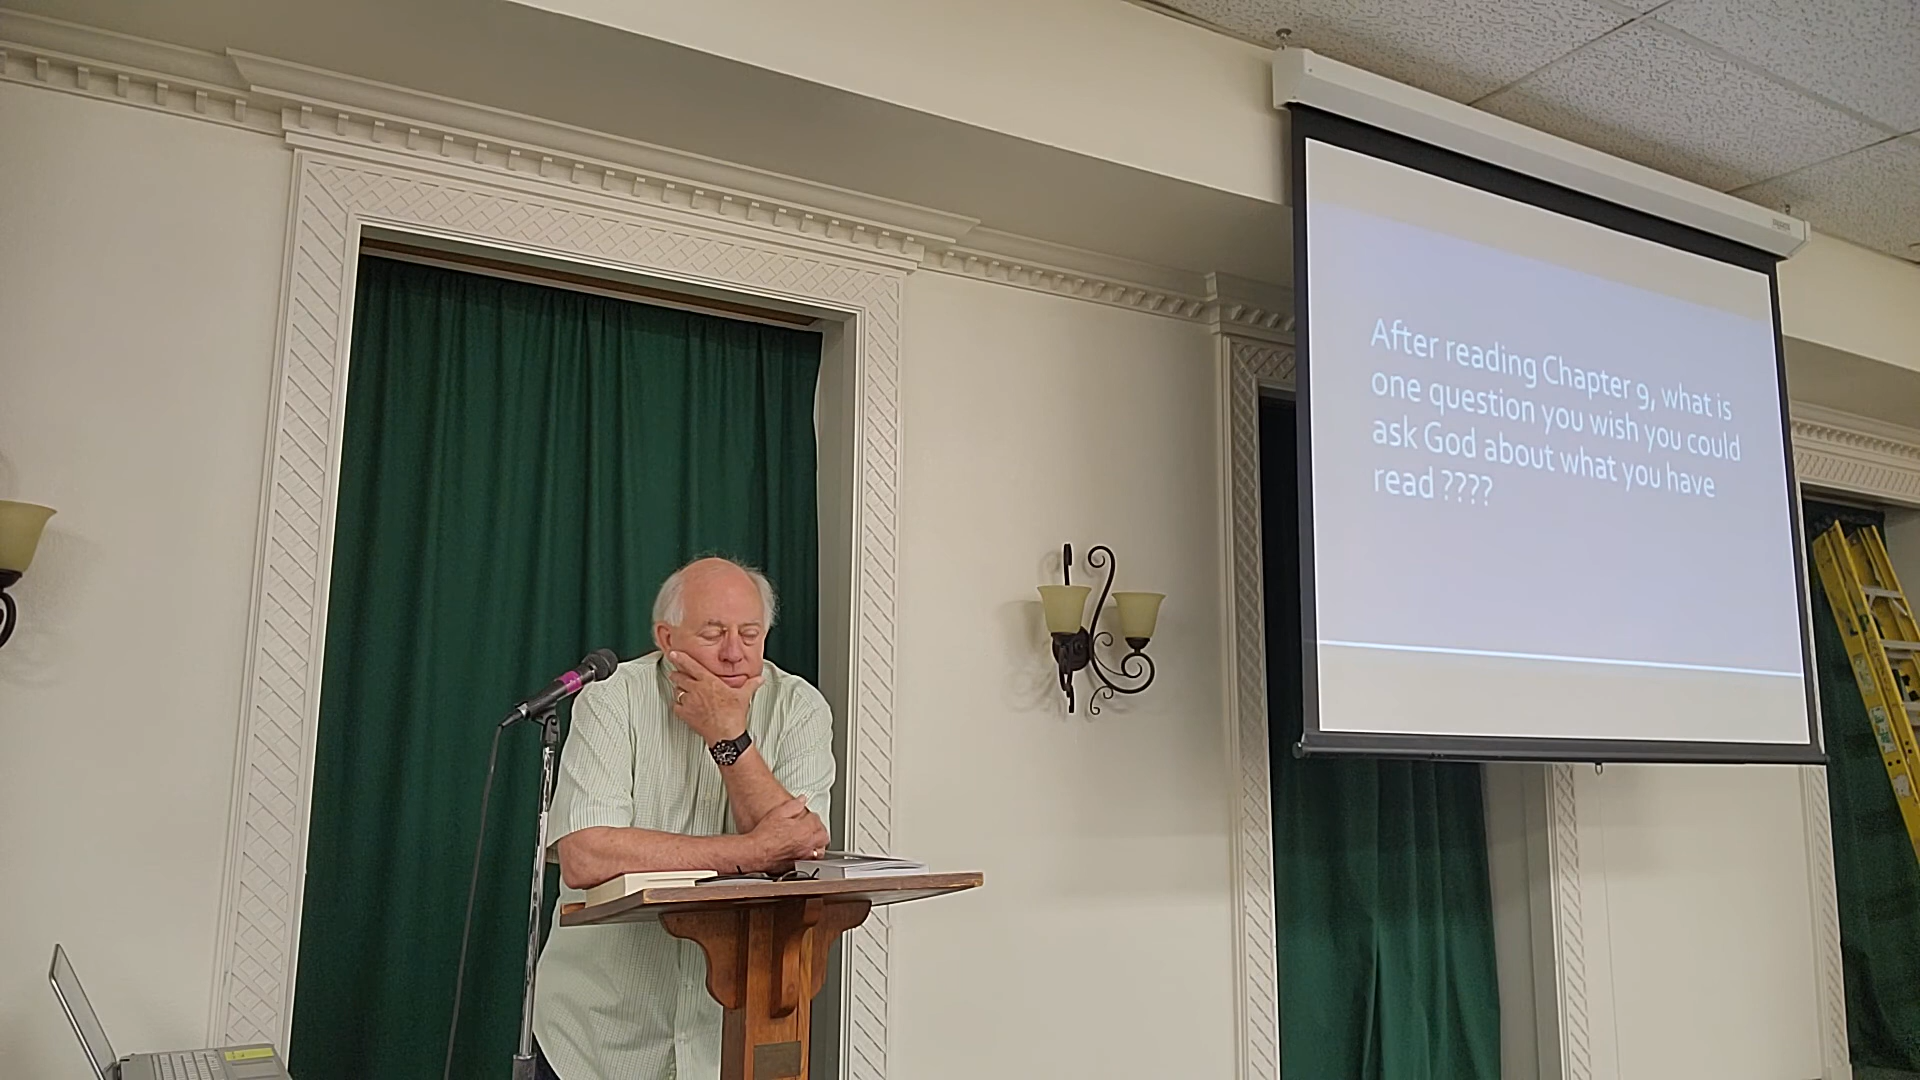 After reading Chapter 9, what is
one question you wish you could
ask God about what you have
read ????